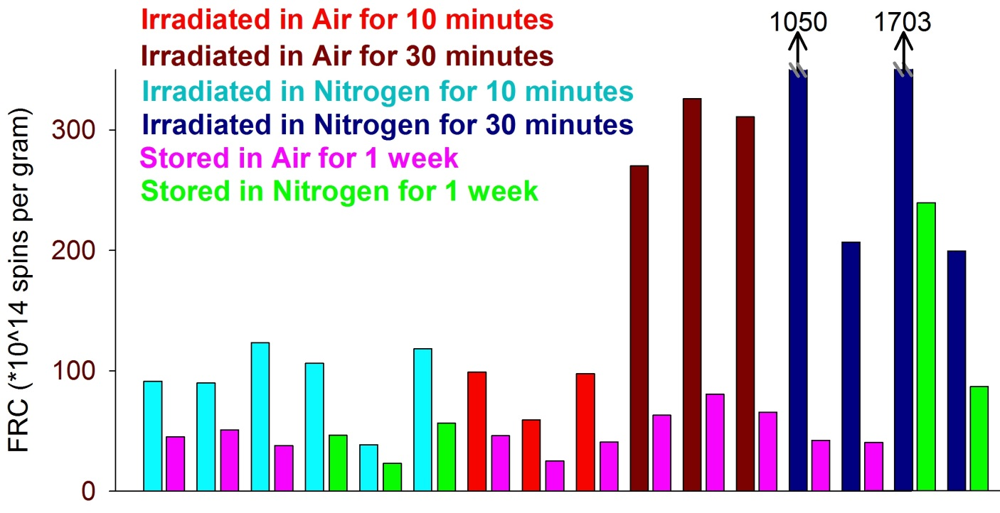 Irradiated in Air for 10 minutes
Irradiated in Air for 30 minutes
Irradiated in Nitrogen for 10 minutes
Irradiated in Nitrogen for 30 minutes
Stored in Air for 1 week
Stored in Nitrogen for 1 week
1050
1703
FRC (*10^14 spins per gram)
300
200
100
0